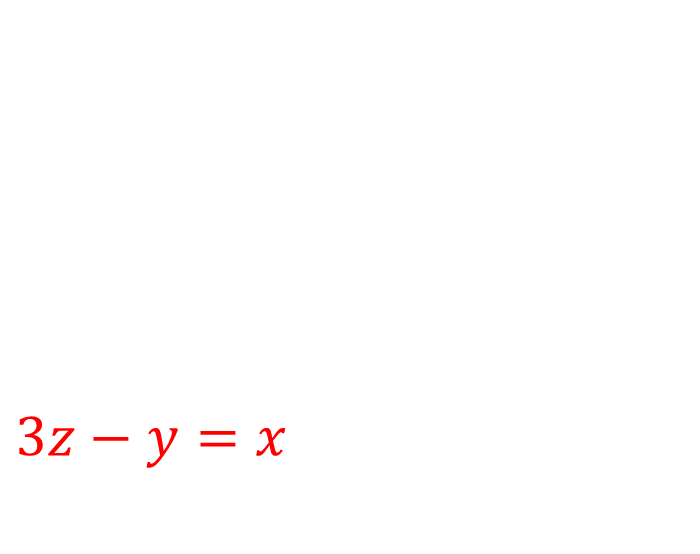 3z − y = x